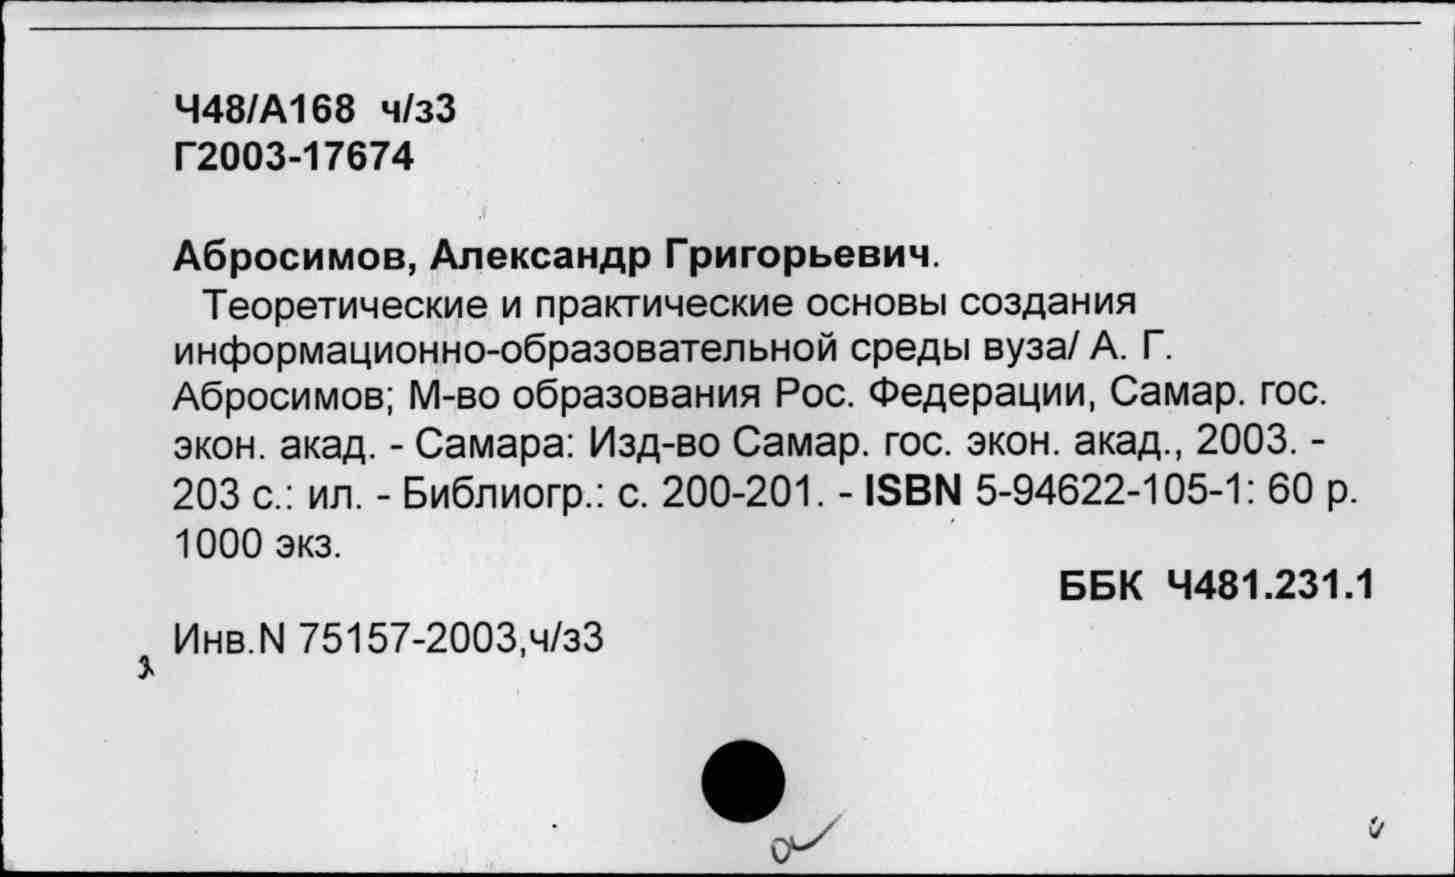 Ч48/А168 ч/з3
Г2003-17674
Абросимов, Александр Григорьевич.
Теоретические и практические основы создания
информационно-образовательной среды вуза/ А. Г.
Абросимов; М-во образования Рос. Федерации, Самар. гос.
экон. акад. - Самара: Изд-во Самар. гос. экон. акад., 2003. -
203 с.: ил. - Библиогр.: с. 200-201. - ISBN 5-94622-105-1: 60 р.
1000 экз.
ББК Ч481.231.1
Инв.N 75157-2003,ч/з3